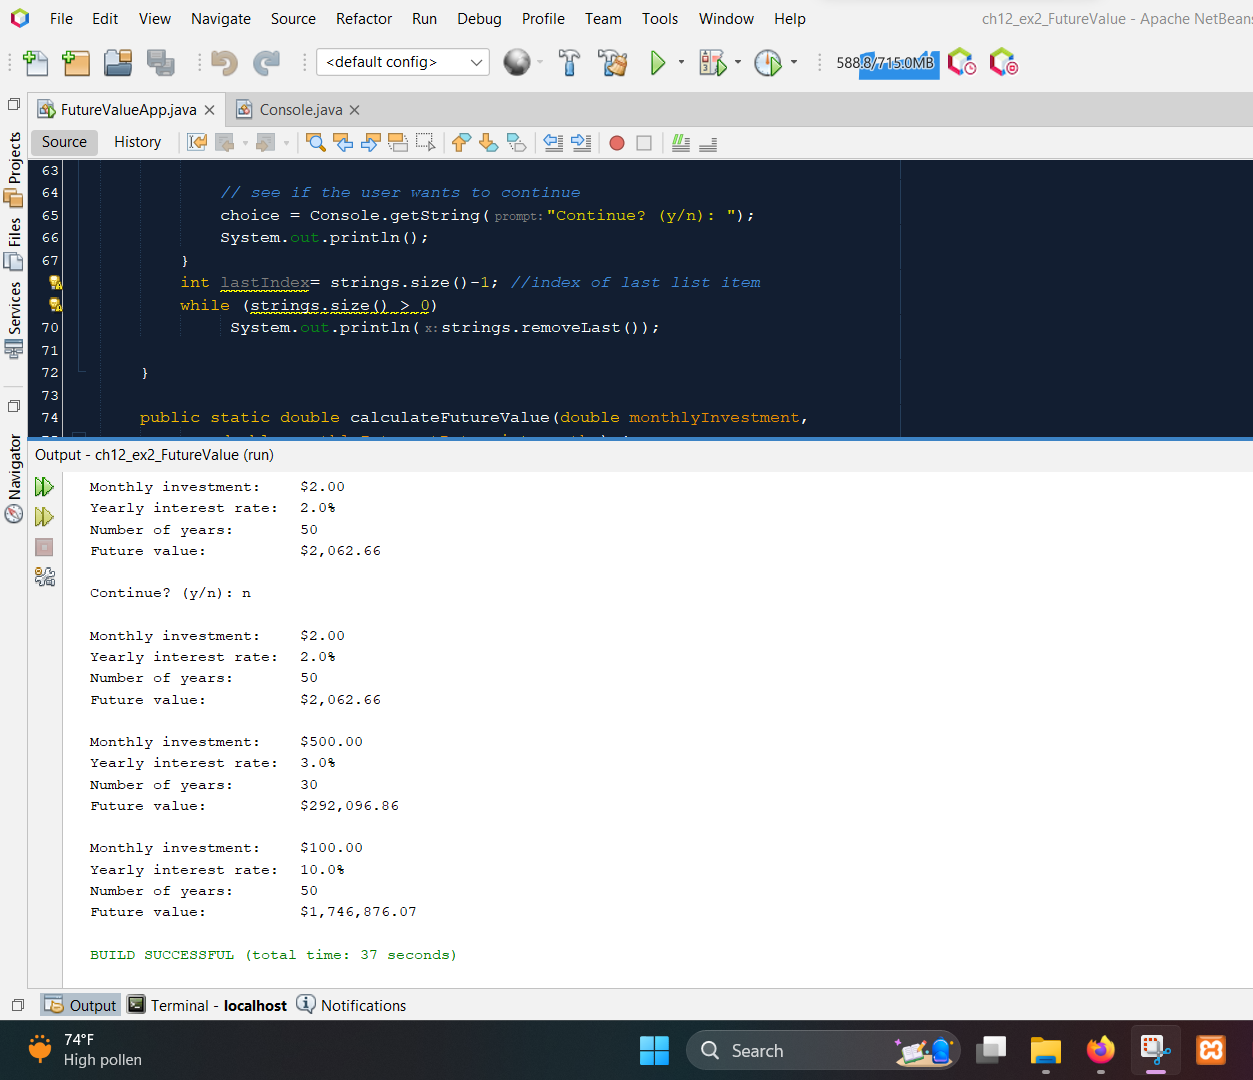 File Edit View Navigate Source Refactor Run Debug Profile Team Tools Window Help ch12_ex2_FutureValue - Apache NetBeans
<default config> 588.8/715.0MB
FutureValueApp.java Console.java
Source History
Projects
Files
Services
Navigator
63
64 // see if the user wants to continue
65 choice = Console.getString( prompt: "Continue? (y/n): ");
66 System.out.println();
67 }
int lastIndex= strings.size()-1; //index of last list item
while (strings.size() > 0)
70 System.out.println( x: strings.removeLast());
71
72 }
73
74 public static double calculateFutureValue(double monthlyInvestment,
Output - ch12_ex2_FutureValue (run)
Monthly investment: $2.00
Yearly interest rate: 2.0%
Number of years: 50
Future value: $2,062.66
Continue? (y/n): n
Monthly investment: $2.00
Yearly interest rate: 2.0%
Number of years: 50
Future value: $2,062.66
Monthly investment: $500.00
Yearly interest rate: 3.0%
Number of years: 30
Future value: $292,096.86
Monthly investment: $100.00
Yearly interest rate: 10.0%
Number of years: 50
Future value: $1,746,876.07
BUILD SUCCESSFUL (total time: 37 seconds)
Output Terminal - localhost Notifications
74°F
High pollen
Search